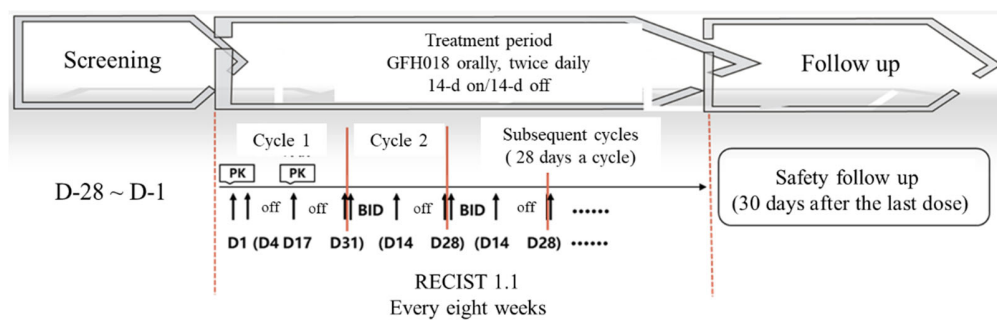 Screening
Treatment period
GFH018 orally, twice daily
14-d on/14-d off
Follow up
Cycle 1
Cycle 2
Subsequent cycles
( 28 days a cycle)
D-28 ~ D-1
PK
PK
off
off
BID
off
BID
off
......
D1 (D4 D17 D31) (D14 D28) (D14 D28) ......
Safety follow up
(30 days after the last dose)
RECIST 1.1
Every eight weeks